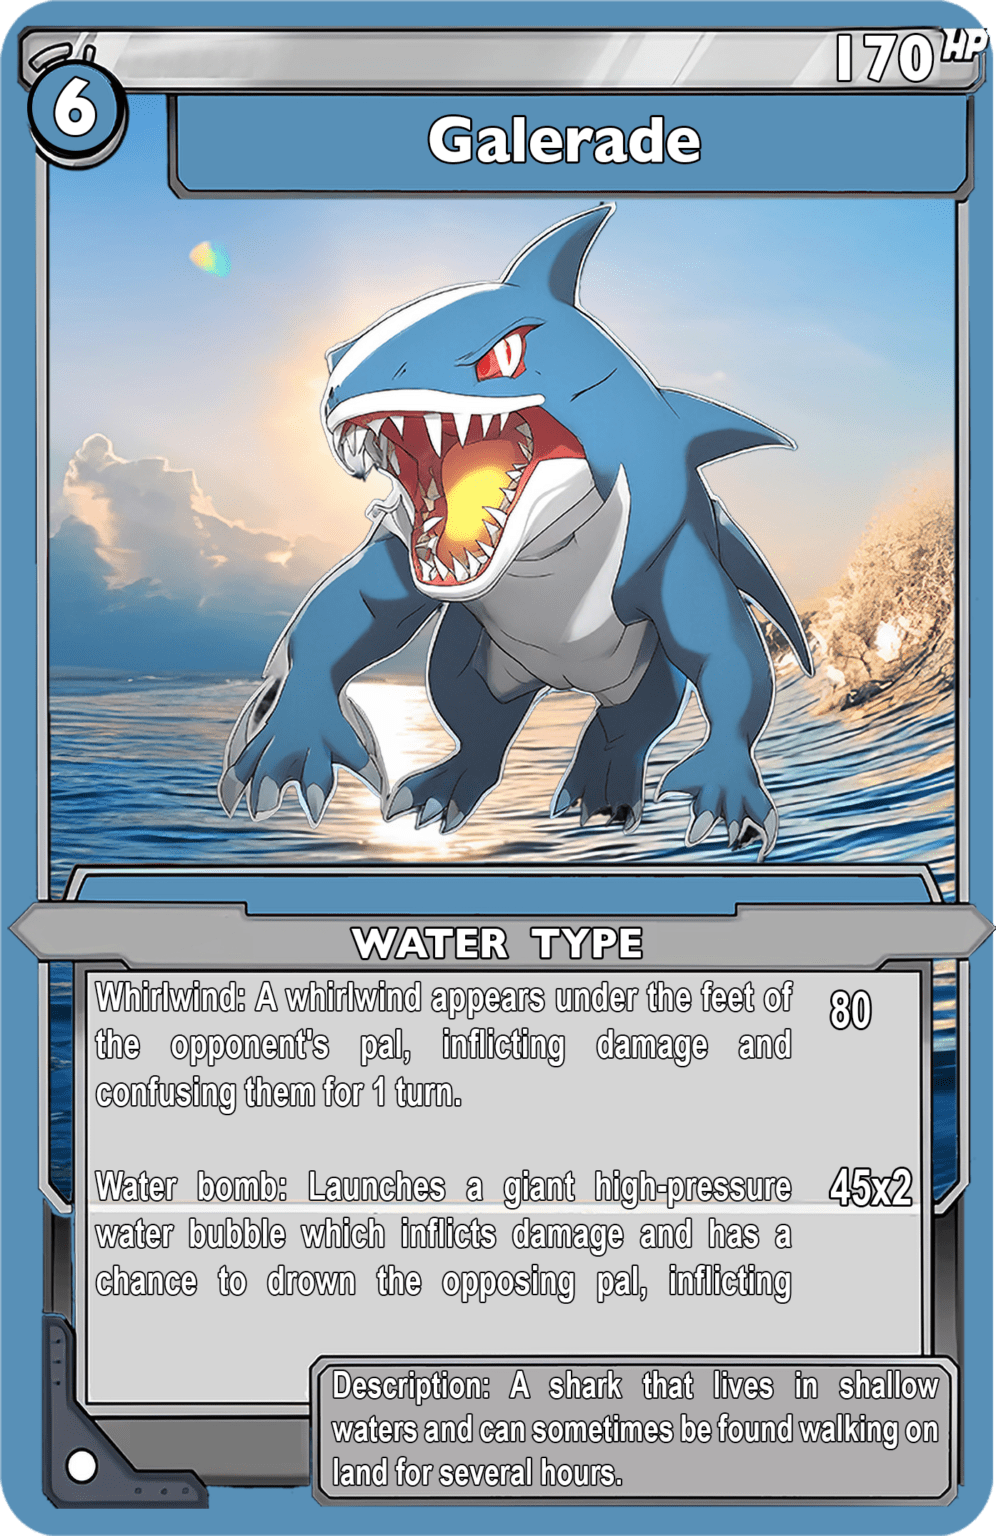 170 HP
6
Galerade
WATER TYPE
Whirlwind: A whirlwind appears under the feet of
the opponent's pal, inflicting damage and
confusing them for 1 turn.
80
Water bomb: Launches a giant high-pressure
water bubble which inflicts damage and has a
chance to drown the opposing pal, inflicting
45x2
Description: A shark that lives in shallow
waters and can sometimes be found walking on
land for several hours.